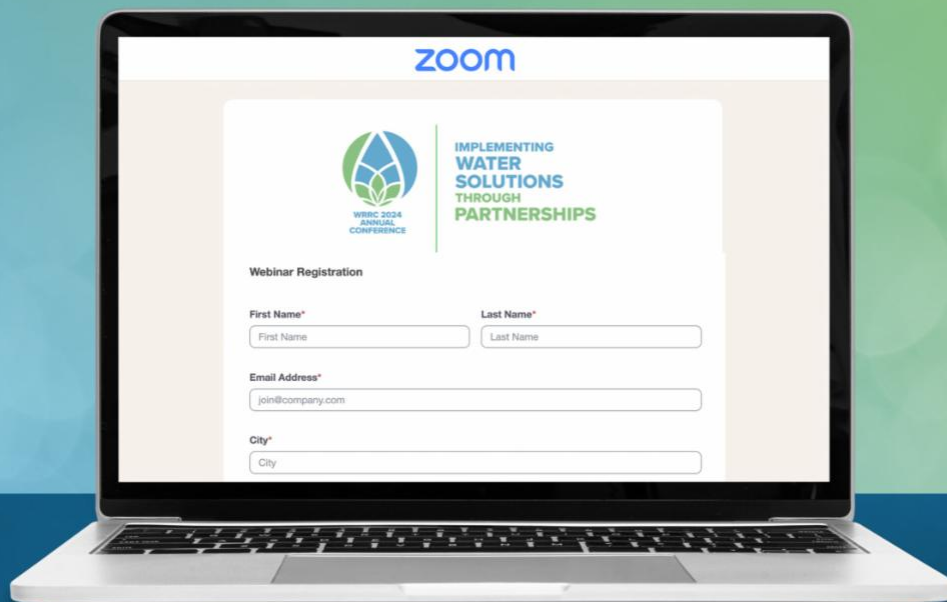 zoom
WRRC 2024
ANNUAL
CONFERENCE
IMPLEMENTING
WATER
SOLUTIONS
THROUGH
PARTNERSHIPS
Webinar Registration
First Name* Last Name*
First Name Last Name
Email Address*
join@company.com
City*
City